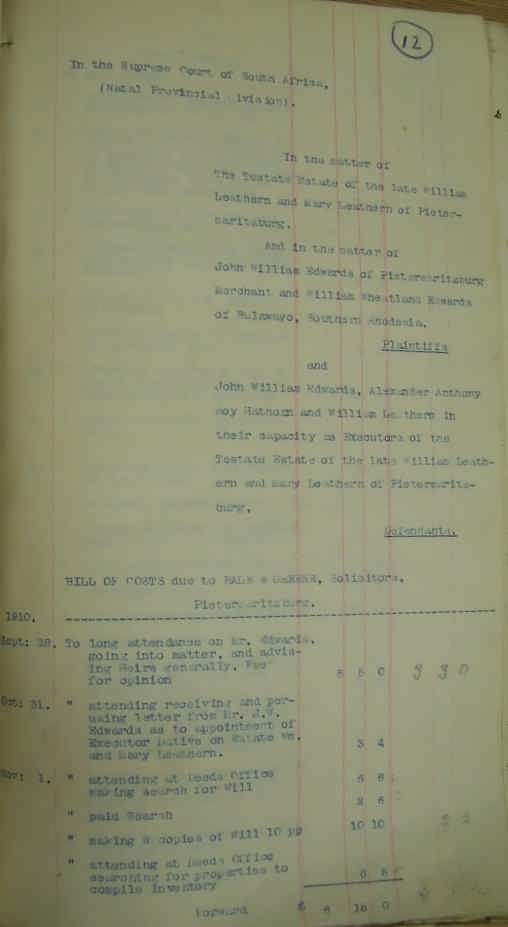 12
In the Supreme Court of South Africa,
(Natal Provincial ivision).
In the matter of
The Testate Estate of the late William
Leathern and Mary Leathern of Pieter-
maritzburg.
And in the matter of
John William Edwards of Pietermaritzburg
Merchant and William Wheatland Edwards
of Bulawayo, Southern Rhodesia.
Plaintiffs
and
John William Edwards, Alexander Anthony
Roy Hathorn and William Leathern in
their capacity as Executors of the
Testate Estate of the late William Leath-
ern and Mary Leathern of Pietermaritz-
burg.
Defendants.
BILL OF COSTS due to HALE & Solicitors,
Pietermaritzburg.
1910.
Sept: 28. To long attendance on Mr. Edwards,
going into matter, and advis-
ing Heirs generally. Fee
for opinion 5 5 0 3 3 0
Oct: 31. " attending receiving and per-
using letter from Mr. Edwards as to appointment of
Executor Dative on Estate Wm.
and Mary Leathern. 3 4
Nov: 1. " attending at Deeds Office
making search for Will 6 8
" paid Search 2 6
" making 2 copies of Will 10 pp 10 10
" attending at Deeds Office
searching for properties to
compile inventory 6 8
Forward £ 6 0